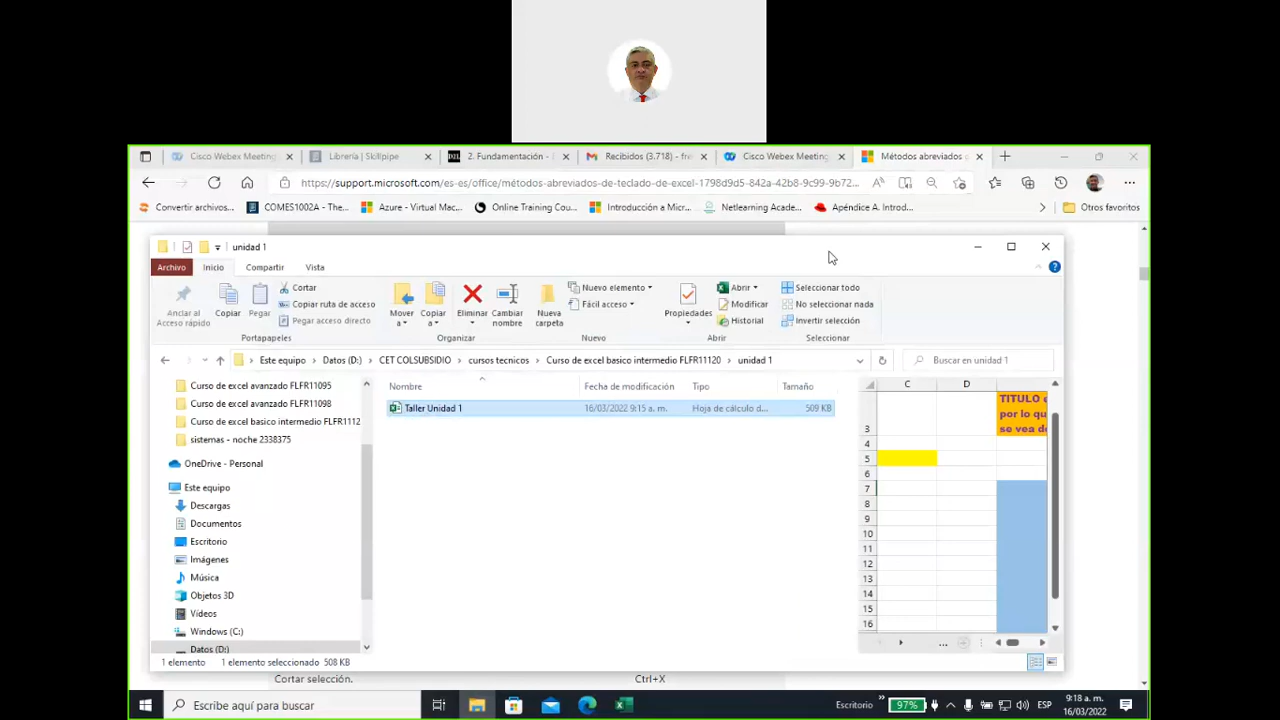 Cisco Webex Meeting
Librería | Skillpipe
2. Fundamentación -
Recibidos (3.718) - fre
Cisco Webex Meeting
Métodos abreviados
https://support.microsoft.com/es-es/office/métodos-abreviados-de-teclado-de-excel-1798d9d5-842a-42b8-9c99-9b72...
Convertir archivos...
COMES1002A - The...
Azure - Virtual Mac...
Online Training Cou...
Introducción a Micr...
Netlearning Acade...
Apéndice A. Introd...
Otros favoritos
unidad 1
Archivo
Inicio
Compartir
Vista
Anclar al
Acceso rápido
Copiar
Pegar
Cortar
Copiar ruta de acceso
Pegar acceso directo
Portapapeles
Mover
a
Copiar
a
Eliminar
Cambiar
nombre
Organizar
Nueva
carpeta
Nuevo elemento
Fácil acceso
Nuevo
Propiedades
Abrir
Modificar
Historial
Abrir
Seleccionar todo
No seleccionar nada
Invertir selección
Seleccionar
Este equipo
Datos (D:)
CET COLSUBSIDIO
cursos tecnicos
Curso de excel basico intermedio FLFR11120
unidad 1
Buscar en unidad 1
Curso de excel avanzado FLFR11095
Curso de excel avanzado FLFR11098
Curso de excel basico intermedio FLFR1112
sistemas - noche 2338375
OneDrive - Personal
Este equipo
Descargas
Documentos
Escritorio
Imágenes
Música
Objetos 3D
Vídeos
Windows (C:)
Datos (D:)
Nombre
Fecha de modificación
Tipo
Tamaño
Taller Unidad 1
16/03/2022 9:15 a. m.
Hoja de cálculo d...
509 KB
C
D
TITULO
por lo qu
se vea de
3
4
5
6
7
8
9
10
11
12
13
14
15
16
...
1 elemento
1 elemento seleccionado 508 KB
Cortar selección.
Ctrl+X
Escribe aquí para buscar
Escritorio
97%
ESP
9:18 a. m.
16/03/2022